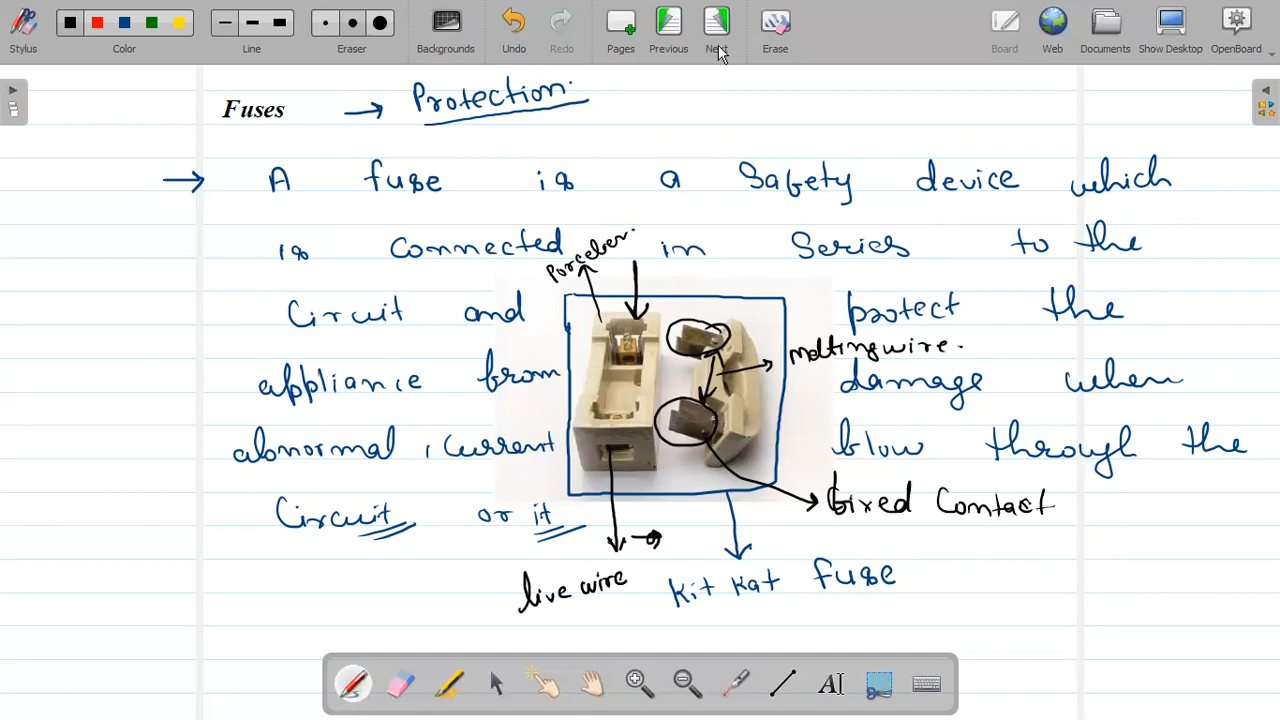 Stylus Color Line Eraser Backgrounds Undo Redo Pages Previous Next Erase Board Web Documents Show Desktop OpenBoard
Fuses → Protection.
→ A fuse is a Safety device which
is Connected in Series to the
Porceber.
Circuit and protect the
melting wire.
appliance from damage when
abnormal current blow through the
Circuit or it
fixed Contact
live wire
kit kat fuse